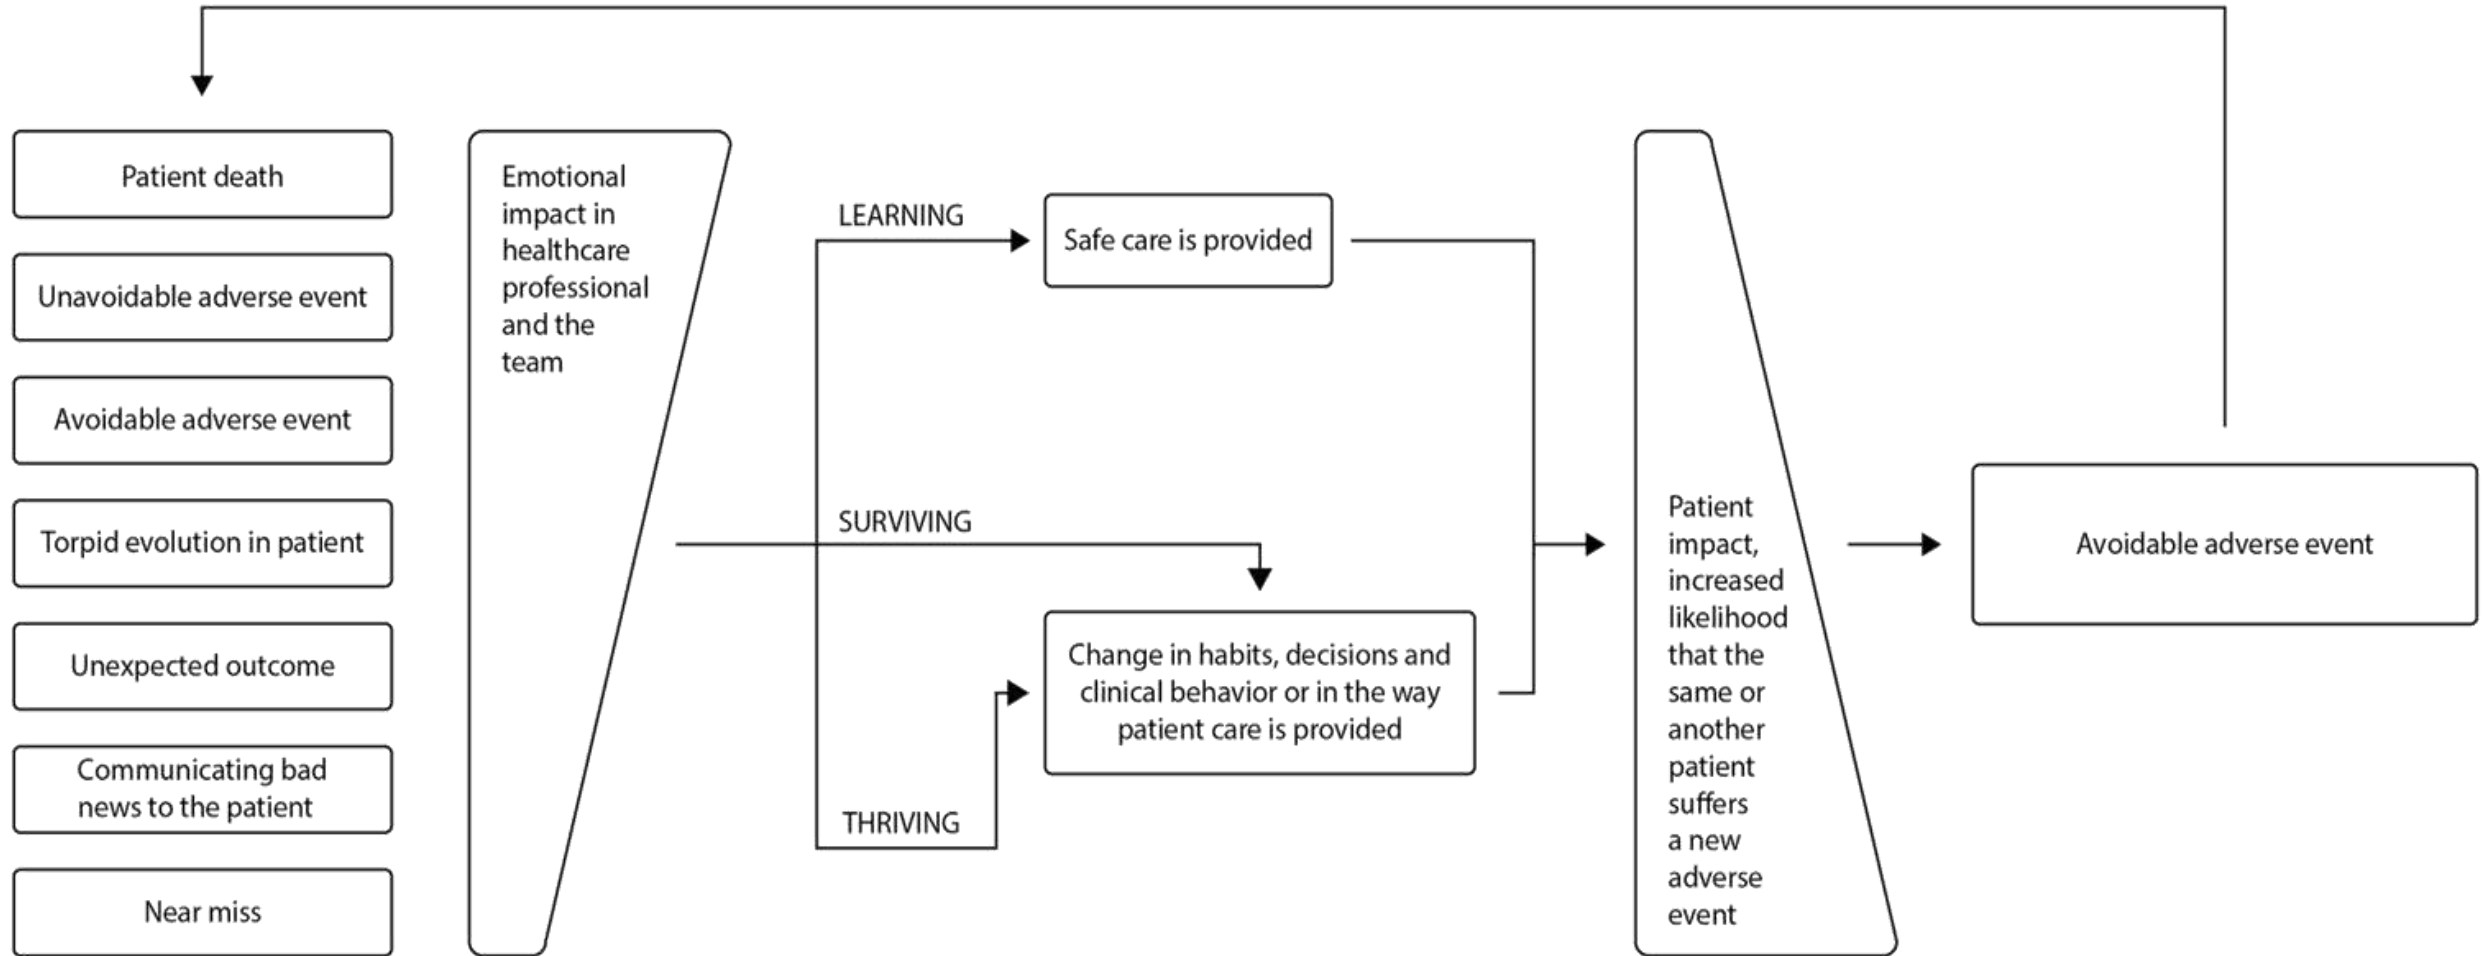 Patient death
Unavoidable adverse event
Avoidable adverse event
Torpid evolution in patient
Unexpected outcome
Communicating bad
news to the patient
Near miss
Emotional
impact in
healthcare
professional
and the
team
LEARNING
Safe care is provided
SURVIVING
Change in habits, decisions and
clinical behavior or in the way
patient care is provided
THRIVING
Patient
impact,
increased
likelihood
that the
same or
another
patient
suffers
a new
adverse
event
Avoidable adverse event